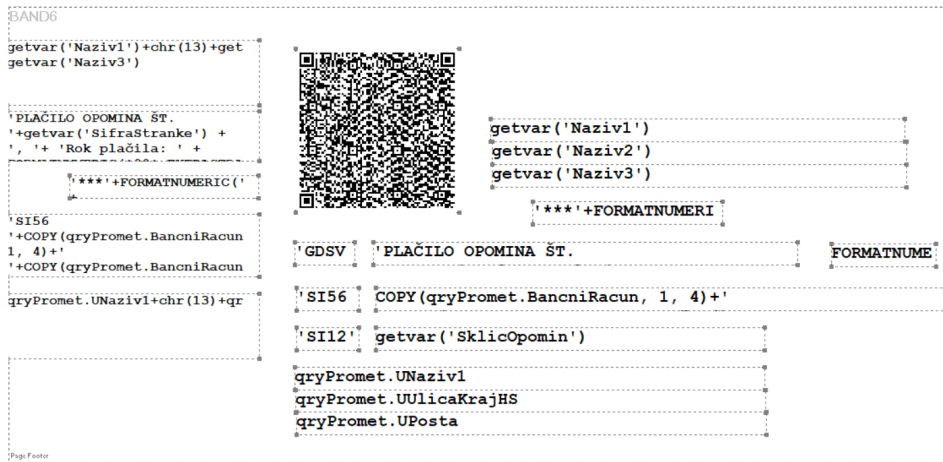 BAND6
getvar('Naziv1')+chr(13)+get
getvar('Naziv3')
'PLAČILO OPOMINA ŠT.
'+getvar('SifraStranke') +
', '+ 'Rok plačila: ' +
'***'+FORMATNUMERIC('
'SI56
'+COPY(qryPromet.BancniRacun
1, 4)+'
'+COPY(qryPromet.BancniRacun
qryPromet.UNaziv1+chr(13)+qr
getvar('Naziv1')
getvar('Naziv2')
getvar('Naziv3')
'***'+FORMATNUMERI
'GDSV 'PLAČILO OPOMINA ŠT. FORMATNUME
'SI56 COPY(qryPromet.BancniRacun, 1, 4)+'
'SI12' getvar('SklicOpomin')
qryPromet.UNaziv1
qryPromet.UUlicaKrajHS
qryPromet.UPosta
Page Footer